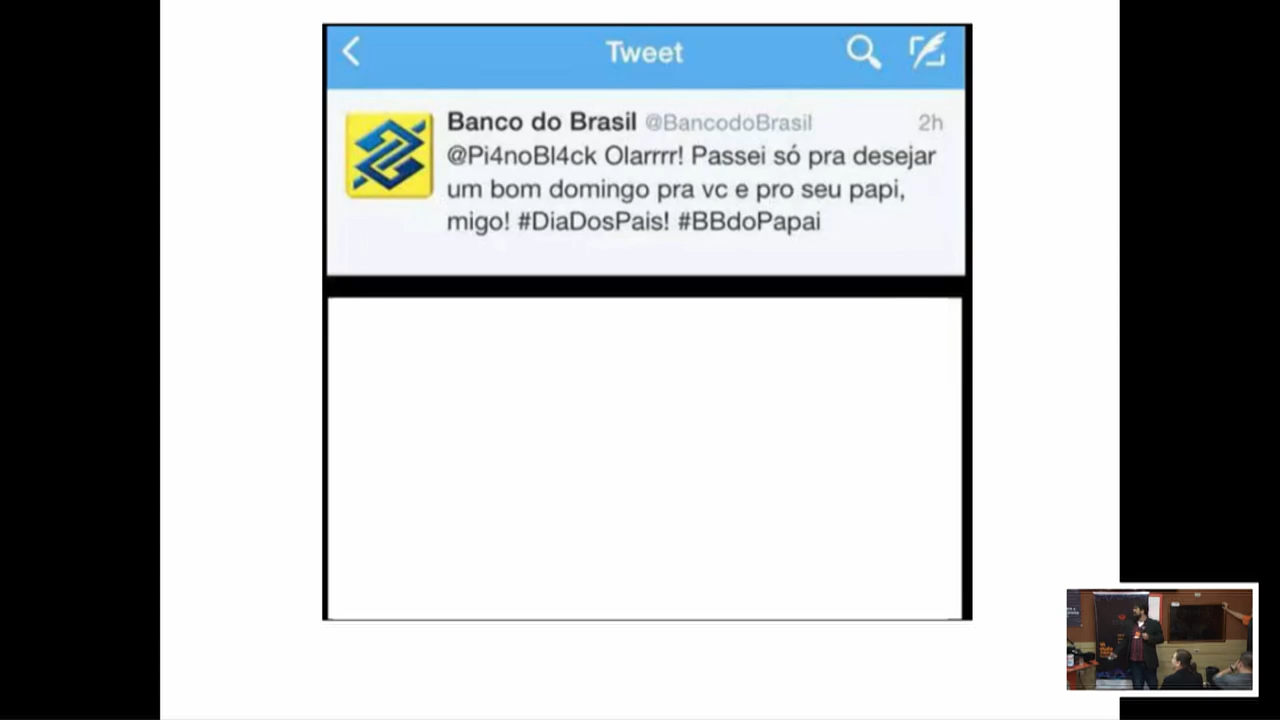 Tweet
Banco do Brasil @BancodoBrasil 2h
@Pi4noBl4ck Olarrrr! Passei só pra desejar
um bom domingo pra vc e pro seu papi,
migo! #DiaDosPais! #BBdoPapai